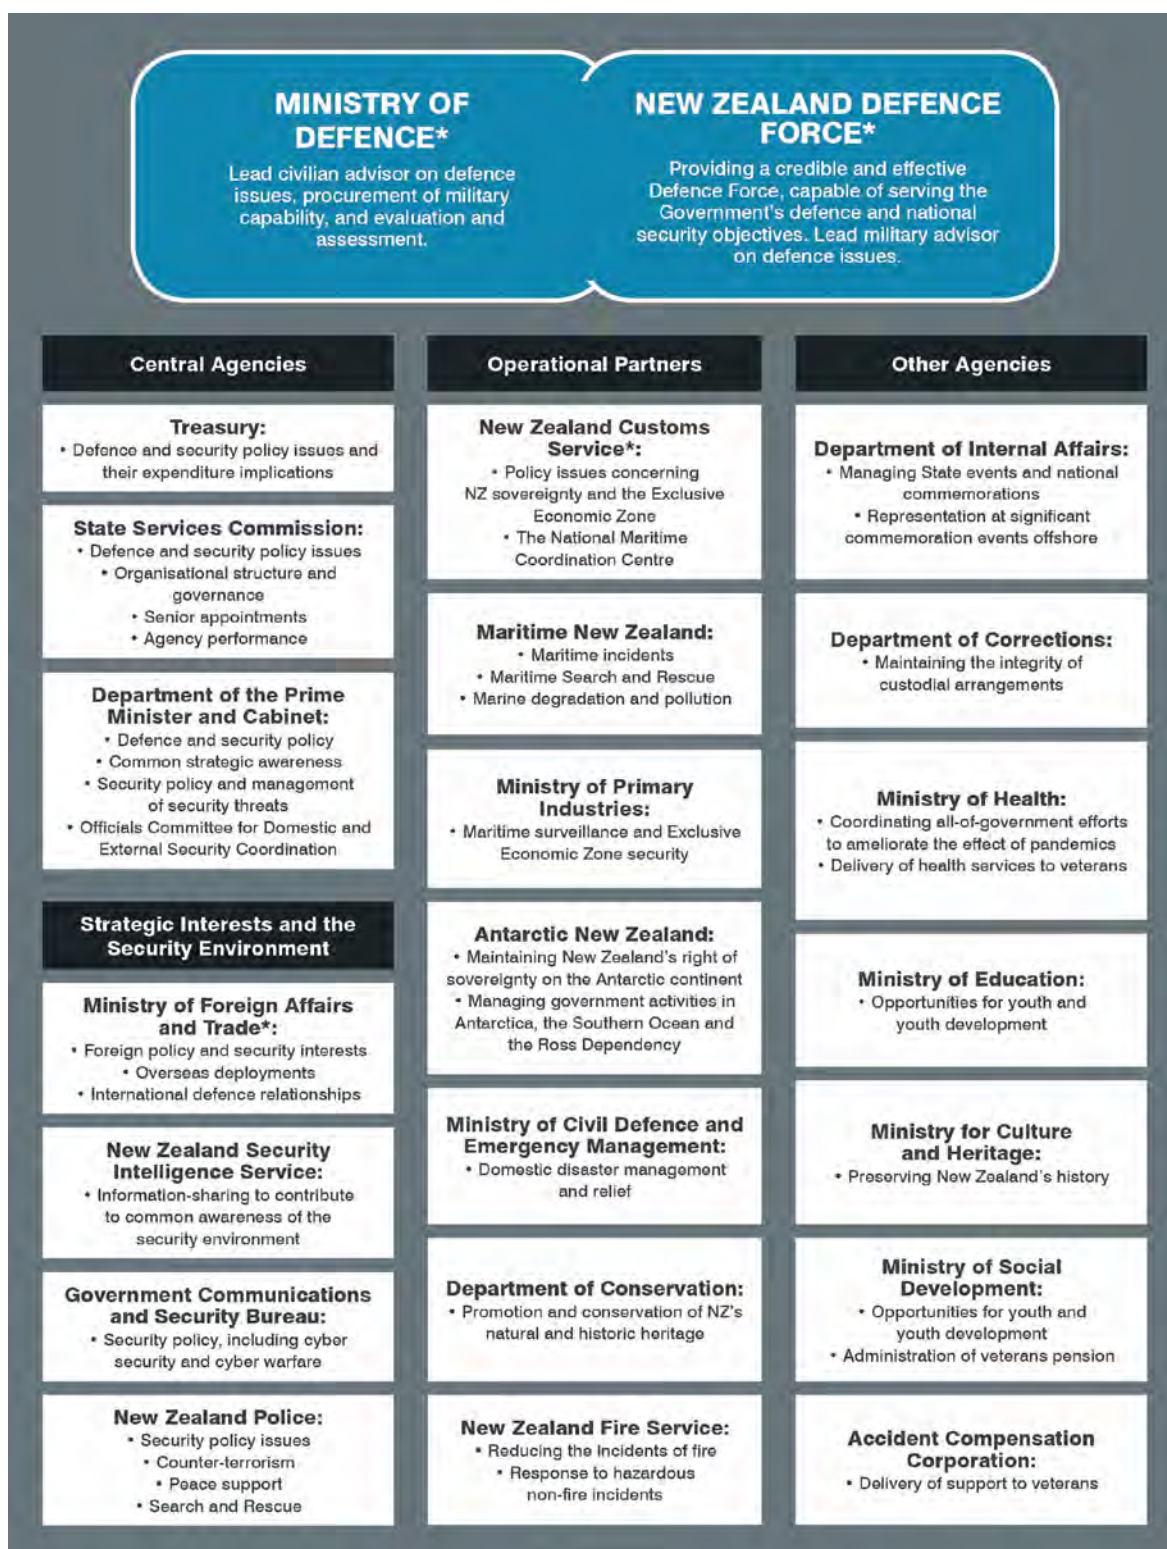 MINISTRY OF
DEFENCE*
Lead civilian advisor on defence
issues, procurement of military
capability, and evaluation and
assessment.
NEW ZEALAND DEFENCE
FORCE*
Providing a credible and effective
Defence Force, capable of serving the
Government's defence and national
security objectives. Lead military advisor
on defence issues.
Central Agencies
Treasury:
• Defence and security policy issues and
their expenditure implications
State Services Commission:
• Defence and security policy issues
• Organisational structure and
governance
• Senior appointments
• Agency performance
Department of the Prime
Minister and Cabinet:
• Defence and security policy
• Common strategic awareness
• Security policy and management
of security threats
• Officials Committee for Domestic and
External Security Coordination
Strategic Interests and the
Security Environment
Ministry of Foreign Affairs
and Trade*:
• Foreign policy and security interests
• Overseas deployments
• International defence relationships
New Zealand Security
Intelligence Service:
• Information-sharing to contribute
to common awareness of the
security environment
Government Communications
and Security Bureau:
• Security policy, including cyber
security and cyber warfare
New Zealand Police:
• Security policy issues
• Counter-terrorism
• Peace support
• Search and Rescue
Operational Partners
New Zealand Customs
Service*:
• Policy issues concerning
NZ sovereignty and the Exclusive
Economic Zone
• The National Maritime
Coordination Centre
Maritime New Zealand:
• Maritime incidents
• Maritime Search and Rescue
• Marine degradation and pollution
Ministry of Primary
Industries:
• Maritime surveillance and Exclusive
Economic Zone security
Antarctic New Zealand:
• Maintaining New Zealand's right of
sovereignty on the Antarctic continent
• Managing government activities in
Antarctica, the Southern Ocean and
the Ross Dependency
Ministry of Civil Defence and
Emergency Management:
• Domestic disaster management
and relief
Department of Conservation:
• Promotion and conservation of NZ's
natural and historic heritage
New Zealand Fire Service:
• Reducing the incidents of fire
• Response to hazardous
non-fire incidents
Other Agencies
Department of Internal Affairs:
• Managing State events and national
commemorations
• Representation at significant
commemoration events offshore
Department of Corrections:
• Maintaining the integrity of
custodial arrangements
Ministry of Health:
• Coordinating all-of-government efforts
to ameliorate the effect of pandemics
• Delivery of health services to veterans
Ministry of Education:
• Opportunities for youth and
youth development
Ministry for Culture
and Heritage:
• Preserving New Zealand's history
Ministry of Social
Development:
• Opportunities for youth and
youth development
• Administration of veterans pension
Accident Compensation
Corporation:
• Delivery of support to veterans